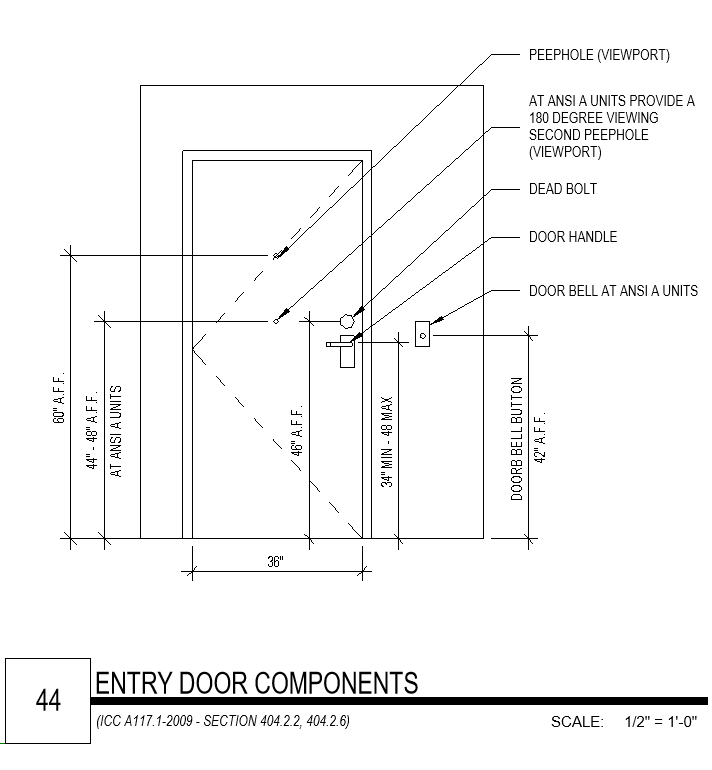 PEEPHOLE (VIEWPORT)
AT ANSI A UNITS PROVIDE A
180 DEGREE VIEWING
SECOND PEEPHOLE
(VIEWPORT)
DEAD BOLT
DOOR HANDLE
DOOR BELL AT ANSI A UNITS
60" A.F.F.
44" - 48" A.F.F.
AT ANSI A UNITS
46" A.F.F.
34" MIN - 48 MAX
DOORB BELL BUTTON
42" A.F.F.
36"
44
ENTRY DOOR COMPONENTS
(ICC A117.1-2009 - SECTION 404.2.2, 404.2.6)
SCALE: 1/2" = 1'-0"